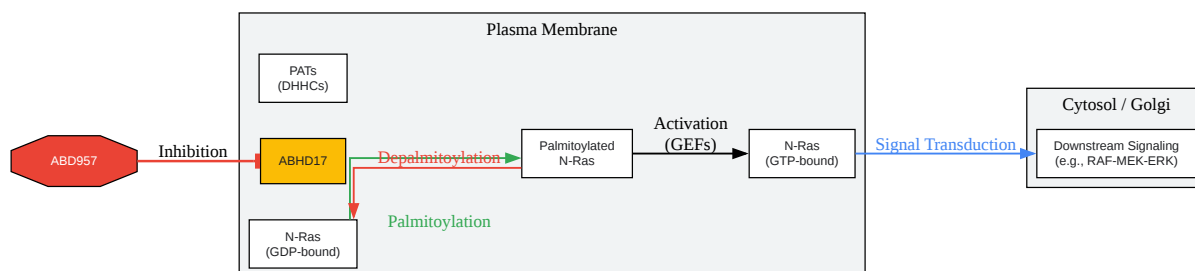 Plasma Membrane
PATs
(DHHCs)
Cytosol / Golgi
ABD957
Inhibition
ABHD17
Depalmitoylation
Palmitoylated
N-Ras
Activation
(GEFs)
N-Ras
(GTP-bound)
Signal Transduction
Downstream Signaling
(e.g., RAF-MEK-ERK)
Palmitoylation
N-Ras
(GDP-bound)